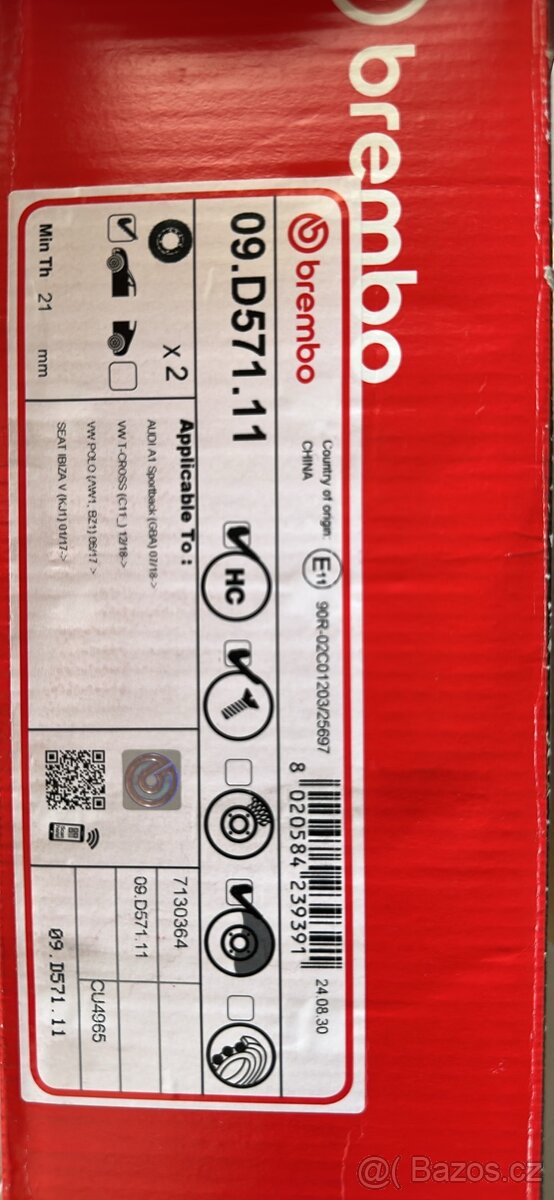 brembo
brembo
Country of origin:
CHINA
E11
90R-02C01203/25697
8 020584 239391
24.08.30
09.D571.11
HC
x 2
Min Th 21 mm
Applicable To :
AUDI A1 Sportback (GBA) 07/18->
VW T-CROSS (C11_) 12/18->
VW POLO (AW1, BZ1) 06/17->
SEAT IBIZA V (KJ1) 01/17->
7130364
09.D571.11
CU4965
09.D571.11
@( Bazos.cz